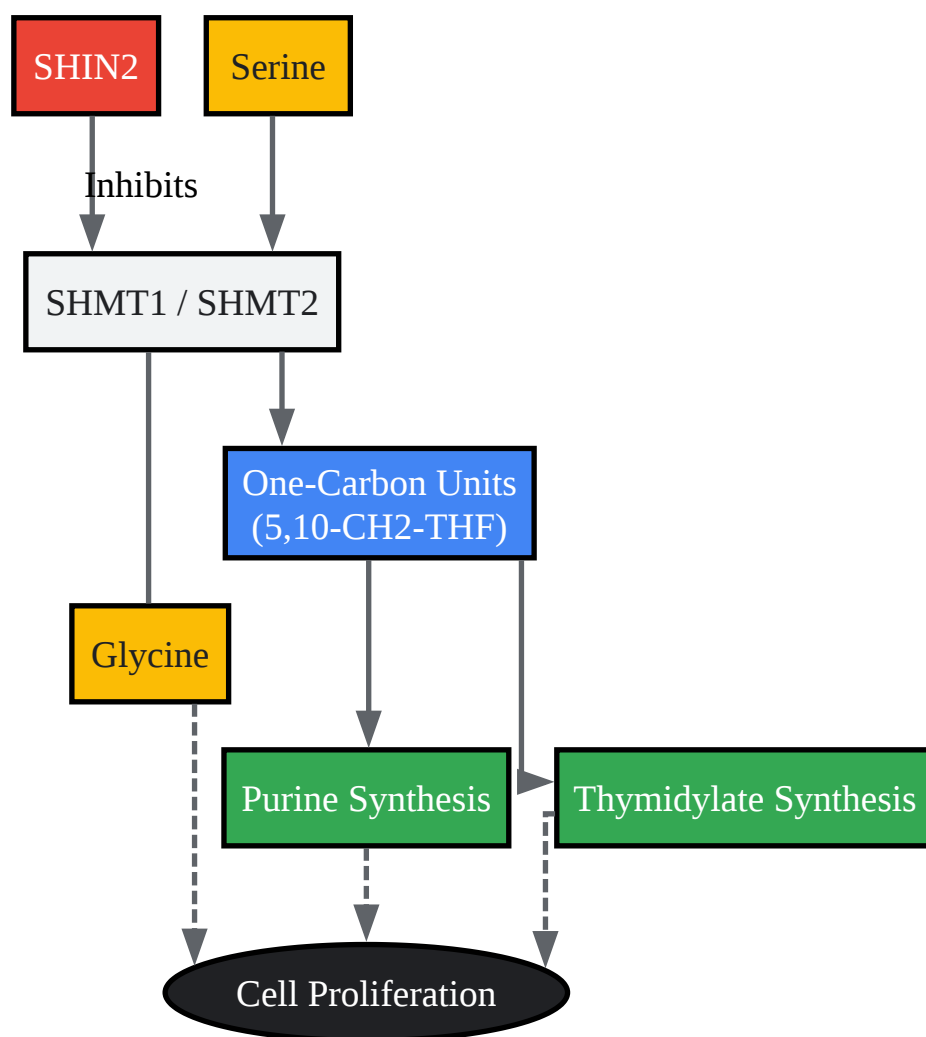 SHIN2
Serine
Inhibits
SHMT1 / SHMT2
One-Carbon Units
(5,10-CH2-THF)
Glycine
Purine Synthesis
Thymidylate Synthesis
Cell Proliferation